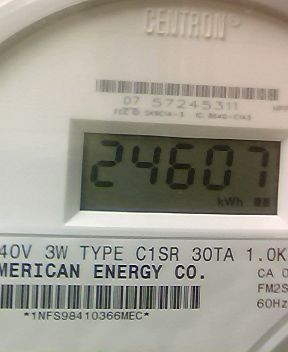 CENTRON®
07 57245311
24607
kWh
40V 3W TYPE C1SR 30TA 1.0K
MERICAN ENERGY CO.
CA 0
FM2S
60Hz
*1NFS98410366MEC*